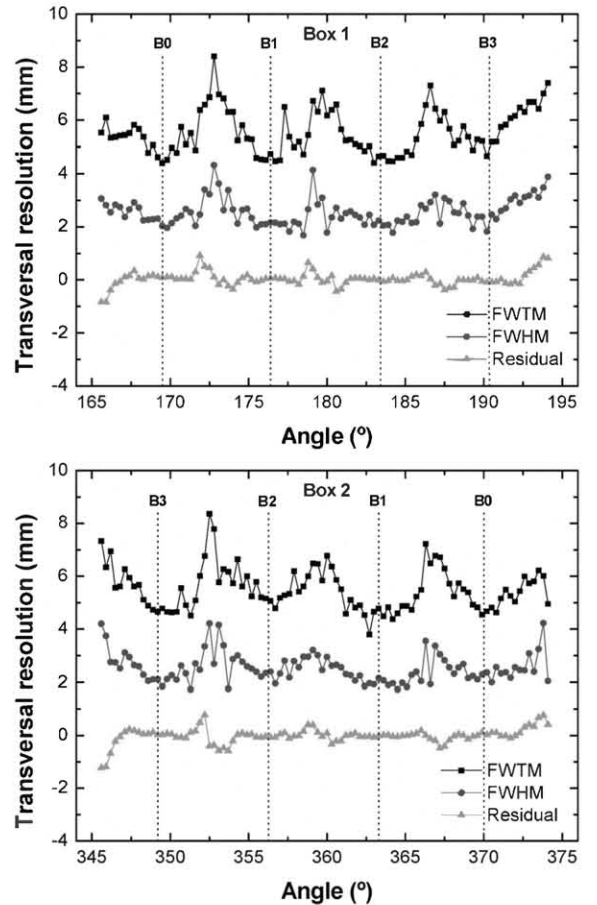 Box 1
B0 B1 B2 B3
10
8
6
4
2
0
-2
-4
Transversal resolution (mm)
FWTM
FWHM
Residual
165 170 175 180 185 190 195
Angle (º)
Box 2
B3 B2 B1 B0
10
8
6
4
2
0
-2
-4
Transversal resolution (mm)
FWTM
FWHM
Residual
345 350 355 360 365 370 375
Angle (º)